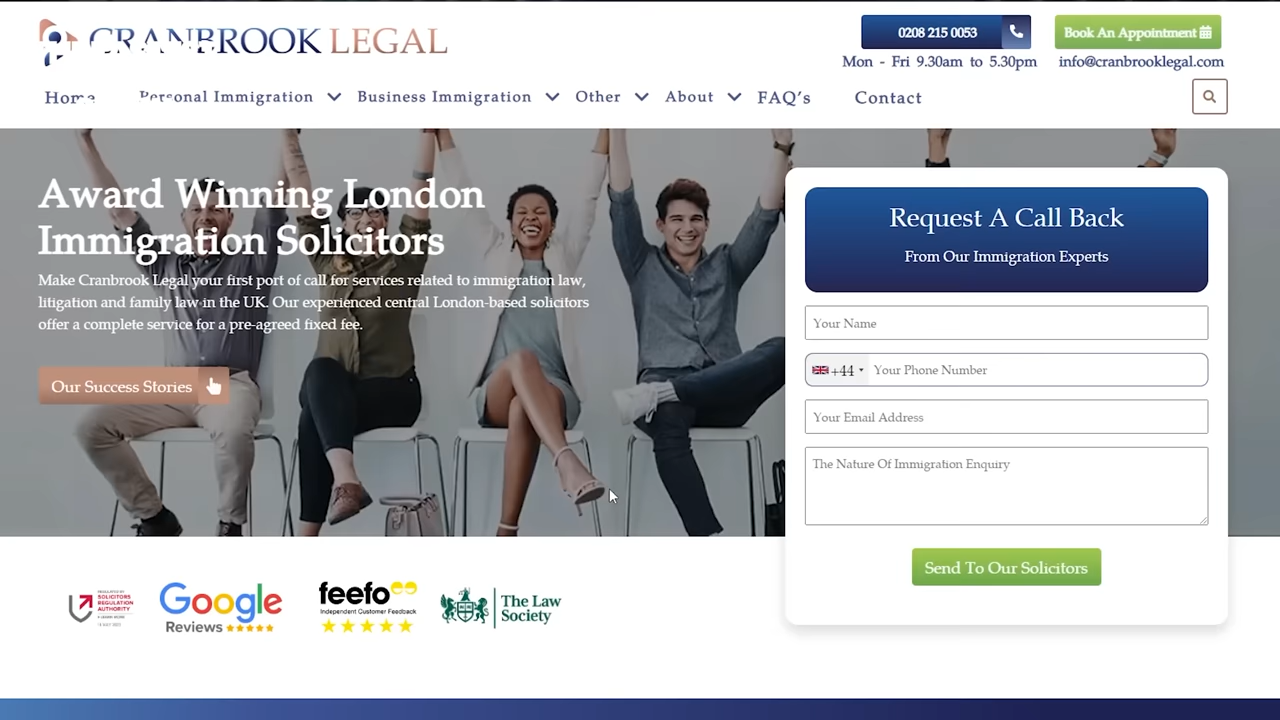 CRANBROOK LEGAL
0208 215 0053
Book An Appointment
Mon - Fri 9.30am to 5.30pm
info@cranbrooklegal.com
Home
Personal Immigration
Business Immigration
Other
About
FAQ's
Contact
Award Winning London
Immigration Solicitors
Make Cranbrook Legal your first port of call for services related to immigration law,
litigation and family law in the UK. Our experienced central London-based solicitors
offer a complete service for a pre-agreed fixed fee.
Our Success Stories
Request A Call Back
From Our Immigration Experts
Your Name
+44
Your Phone Number
Your Email Address
The Nature Of Immigration Enquiry
Send To Our Solicitors
SOLICITORS
REGULATION
AUTHORITY
Google
Reviews
feefo
Independent Customer Feedback
The Law
Society